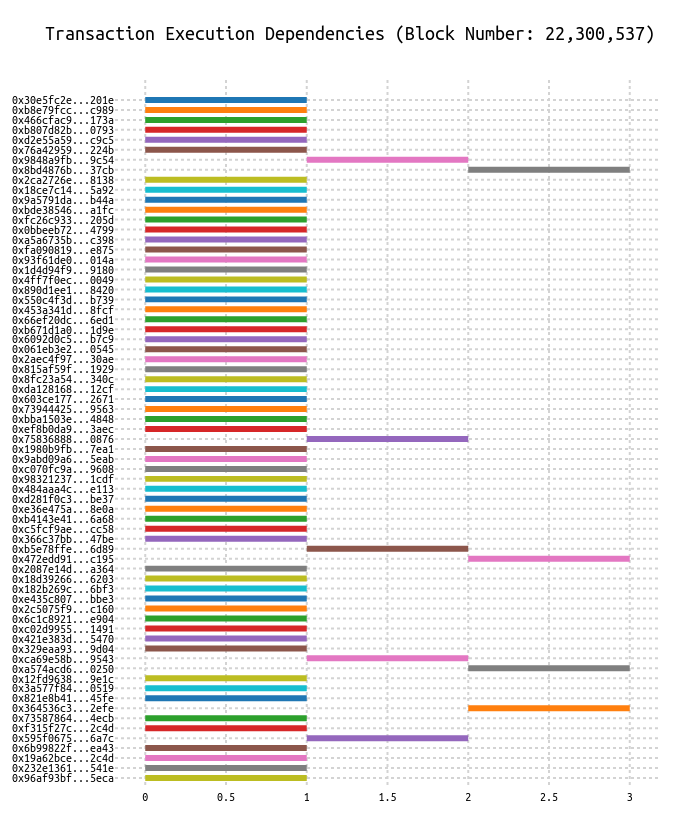 Transaction Execution Dependencies (Block Number: 22,300,537)
0x30e5fc2e...201e
0xb8e79fcc...c989
0x466cfac9...173a
0xb807d82b...0793
0xd2e55a59...c9c5
0x76a42959...224b
0x9848a9fb...9c54
0x8bd4876b...37cb
0x2ca2726e...8138
0x18ce7c14...5a92
0x9a5791da...b44a
0xbde38546...a1fc
0xfc26c933...205d
0x0bbeeb72...4799
0xa5a6735b...c398
0xfa090819...e875
0x93f61de0...014a
0x1d4d94f9...9180
0x4ff7f0ec...0049
0x890d1ee1...8420
0x550c4f3d...b739
0x453a341d...8fcf
0x66ef20dc...6ed1
0xb671d1a0...1d9e
0x6092d0c5...b7c9
0x061eb3e2...0545
0x2aec4f97...30ae
0x815af59f...1929
0x8fc23a54...340c
0xda128168...12cf
0x603ce177...2671
0x73944425...9563
0xbba1503e...4848
0xef8b0da9...3aec
0x75836888...0876
0x1980b9fb...7ea1
0x9abd09a6...5eab
0xc070fc9a...9608
0x98321237...1cdf
0x484aaa4c...e113
0xd281f0c3...be37
0xe36e475a...8e0a
0xb4143e41...6a68
0xc5fcf9ae...cc58
0x366c37bb...47be
0xb5e78ffe...6d89
0x472edd91...c195
0x2087e14d...a364
0x18d39266...6203
0x182b269c...6bf3
0xe435c807...bbe3
0x2c5075f9...c160
0x6c1c8921...e904
0xc02d9955...1491
0x421e383d...5470
0x329eaa93...9d04
0xca69e58b...9543
0xa574acd6...0250
0x12fd9638...9e1c
0x3a577f84...0519
0x821e8b41...45fe
0x364536c3...2efe
0x73587864...4ecb
0xf315f27c...2c4d
0x595f0675...6a7c
0x6b99822f...ea43
0x19a62bce...2c4d
0x232e1361...541e
0x96af93bf...5eca
0 0.5 1 1.5 2 2.5 3